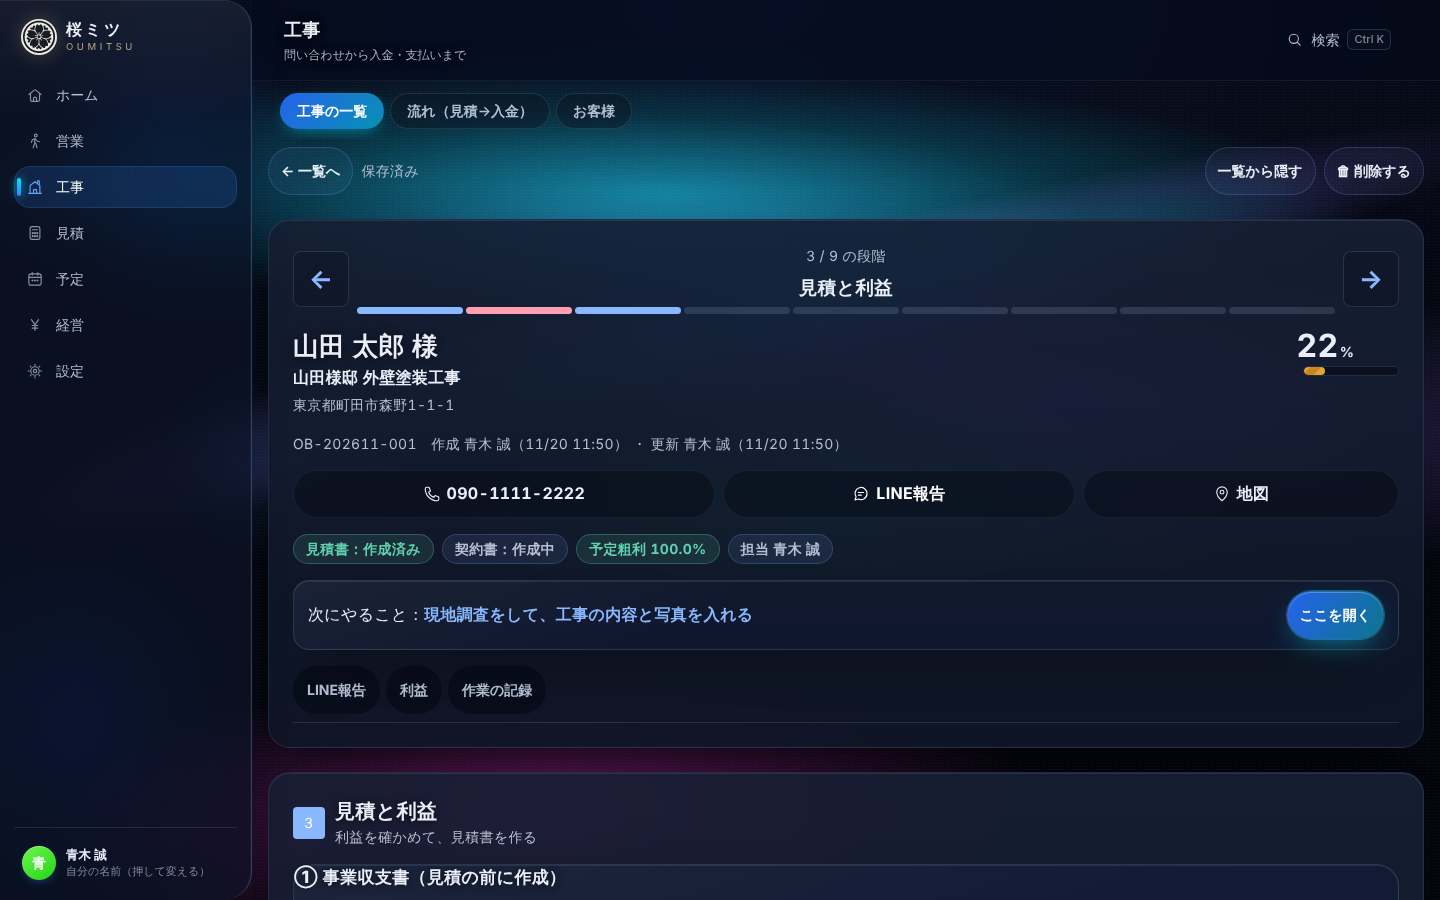 桜ミツ
OUMITSU
ホーム
営業
工事
見積
予定
経営
設定
青
青木 誠
自分の名前（押して変える）
工事
問い合わせから入金・支払いまで
検索 Ctrl K
工事の一覧 流れ（見積→入金） お客様
← 一覧へ 保存済み 一覧から隠す 削除する
3 / 9 の段階
← 見積と利益 →
山田 太郎 様
22%
山田様邸 外壁塗装工事
東京都町田市森野1-1-1
OB-202611-001 作成 青木 誠（11/20 11:50） ・ 更新 青木 誠（11/20 11:50）
090-1111-2222 LINE報告 地図
見積書：作成済み 契約書：作成中 予定粗利 100.0% 担当 青木 誠
次にやること：現地調査をして、工事の内容と写真を入れる ここを開く
LINE報告 利益 作業の記録
3 見積と利益
利益を確かめて、見積書を作る
① 事業収支書（見積の前に作成）